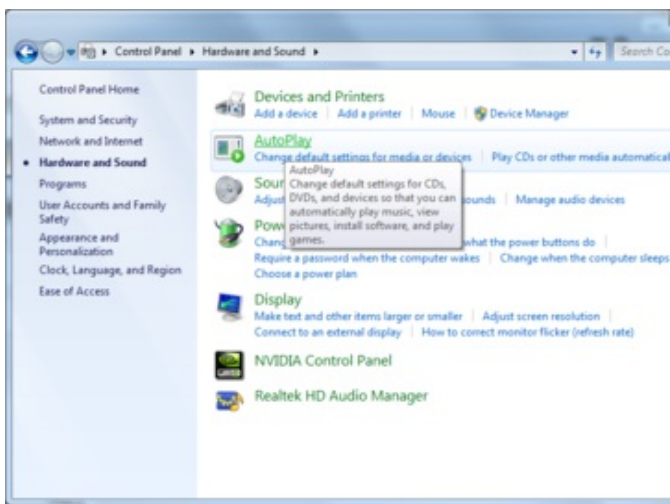 Control Panel ▸ Hardware and Sound ▸
Search Co
Control Panel Home
System and Security
Network and Internet
Hardware and Sound
Programs
User Accounts and Family
Safety
Appearance and
Personalization
Clock, Language, and Region
Ease of Access
Devices and Printers
Add a device | Add a printer | Mouse | Device Manager
AutoPlay
Change default settings for media or devices | Play CDs or other media automatical
AutoPlay
Change default settings for CDs,
DVDs, and devices so that you can
automatically play music, view
pictures, install software, and play
games.
Soun
Adjus
ounds | Manage audio devices
Pow
Chang
what the power buttons do |
Require a password when the computer wakes | Change when the computer sleeps
Choose a power plan
Display
Make text and other items larger or smaller | Adjust screen resolution |
Connect to an external display | How to correct monitor flicker (refresh rate)
NVIDIA Control Panel
Realtek HD Audio Manager